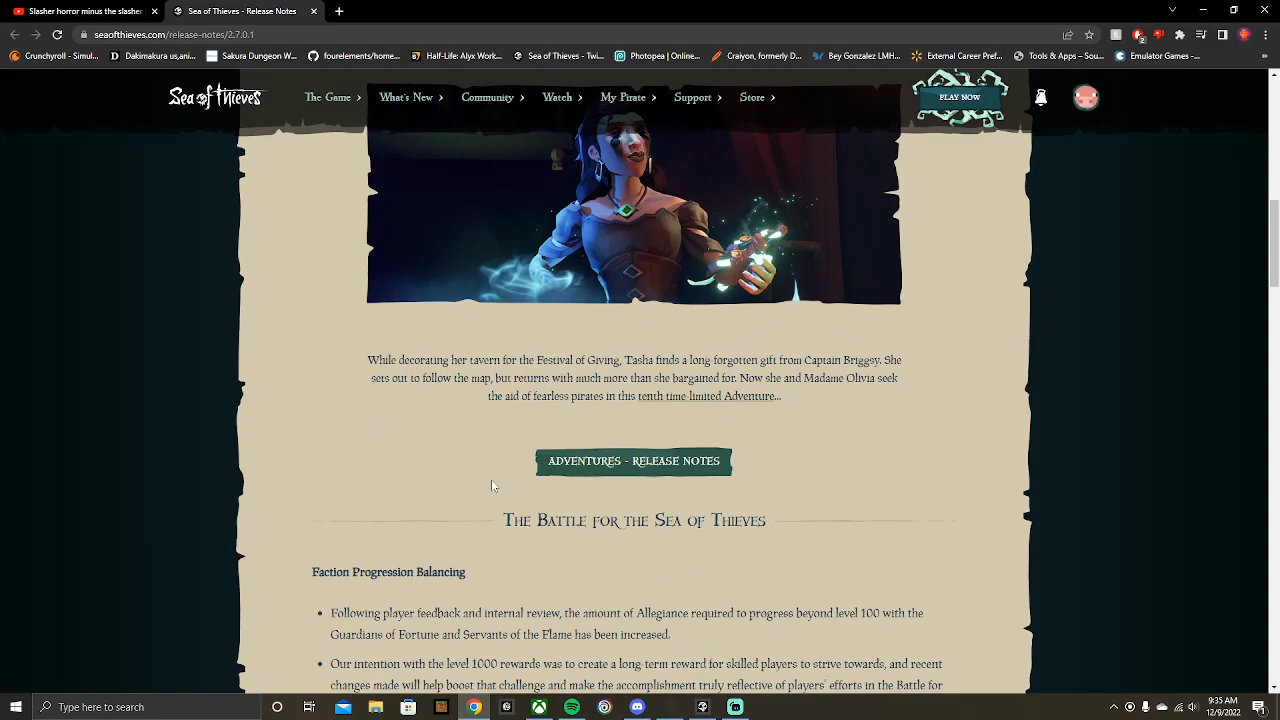 Slasher horror minus the slasher
Sea of Thieves - Release Notes
seaofthieves.com/release-notes/2.7.0.1
Crunchyroll - Simul... Dakimakura us,ani... Sakura Dungeon W... fourelements/home... Half-Life: Alyx Work... Sea of Thieves - Twi... Photopea | Online... Craiyon, formerly D... Bey Gonzalez LMH... External Career Pref... Tools & Apps - Sou... Emulator Games -...
Sea of Thieves
The Game What's New Community Watch My Pirate Support Store PLAY NOW
While decorating her tavern for the Festival of Giving, Tasha finds a long-forgotten gift from Captain Briggsy. She
sets out to follow the map, but returns with much more than she bargained for. Now she and Madame Olivia seek
the aid of fearless pirates in this tenth time-limited Adventure...
ADVENTURES - RELEASE NOTES
The Battle for the Sea of Thieves
Faction Progression Balancing
• Following player feedback and internal review, the amount of Allegiance required to progress beyond level 100 with the
Guardians of Fortune and Servants of the Flame has been increased.
• Our intention with the level 1000 rewards was to create a long term reward for skilled players to strive towards, and recent
changes made will help boost that challenge and make the accomplishment truly reflective of players' efforts in the Battle for
Type here to search
9:35 AM
12/9/2022